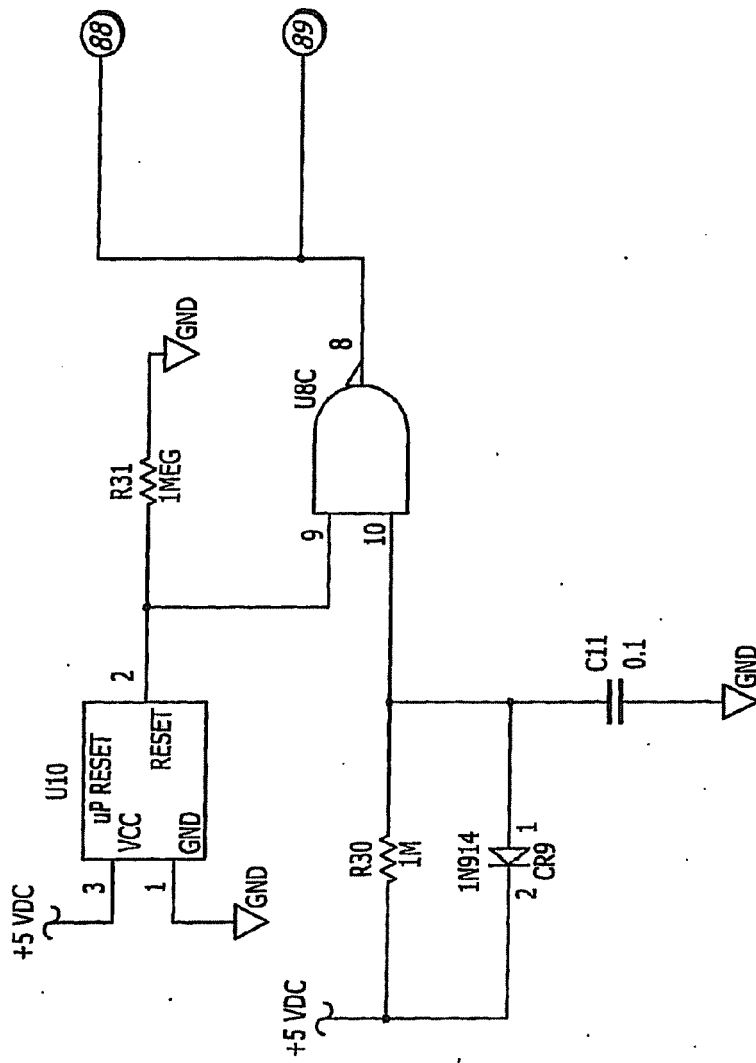 88
89
GND
R31
1MEG
U8C
8
9
10
2
U10
uP RESET
RESET
VCC
GND
3
1
+5 VDC
GND
R30
1M
1N914
1
2
CR9
C11
0.1
GND
+5 VDC